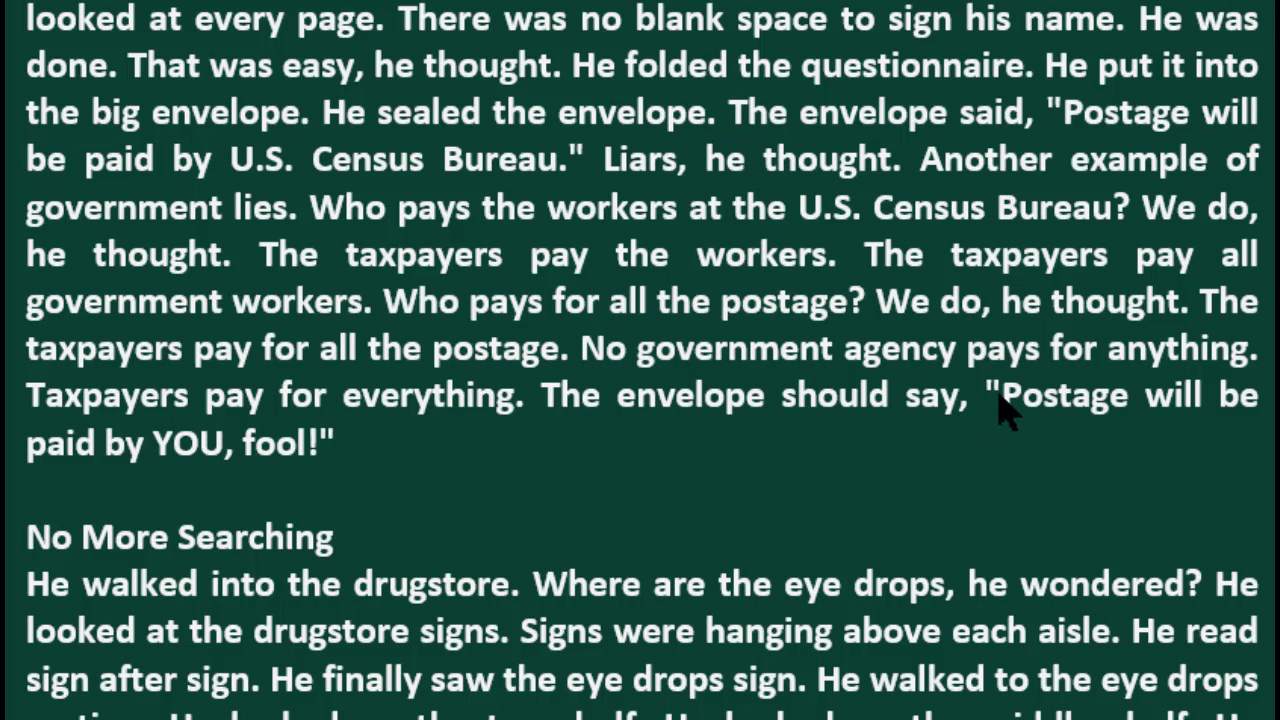 looked at every page. There was no blank space to sign his name. He was
done. That was easy, he thought. He folded the questionnaire. He put it into
the big envelope. He sealed the envelope. The envelope said, "Postage will
be paid by U.S. Census Bureau." Liars, he thought. Another example of
government lies. Who pays the workers at the U.S. Census Bureau? We do,
he thought. The taxpayers pay the workers. The taxpayers pay all
government workers. Who pays for all the postage? We do, he thought. The
taxpayers pay for all the postage. No government agency pays for anything.
Taxpayers pay for everything. The envelope should say, "Postage will be
paid by YOU, fool!"
No More Searching
He walked into the drugstore. Where are the eye drops, he wondered? He
looked at the drugstore signs. Signs were hanging above each aisle. He read
sign after sign. He finally saw the eye drops sign. He walked to the eye drops